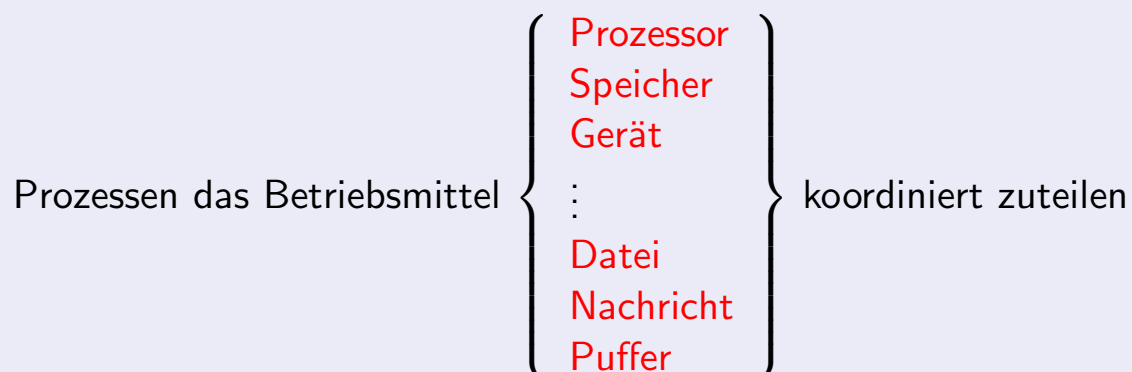 Prozessor
Speicher
Gerät
Prozessen das Betriebsmittel { ⋮ } koordiniert zuteilen
Datei
Nachricht
Puffer